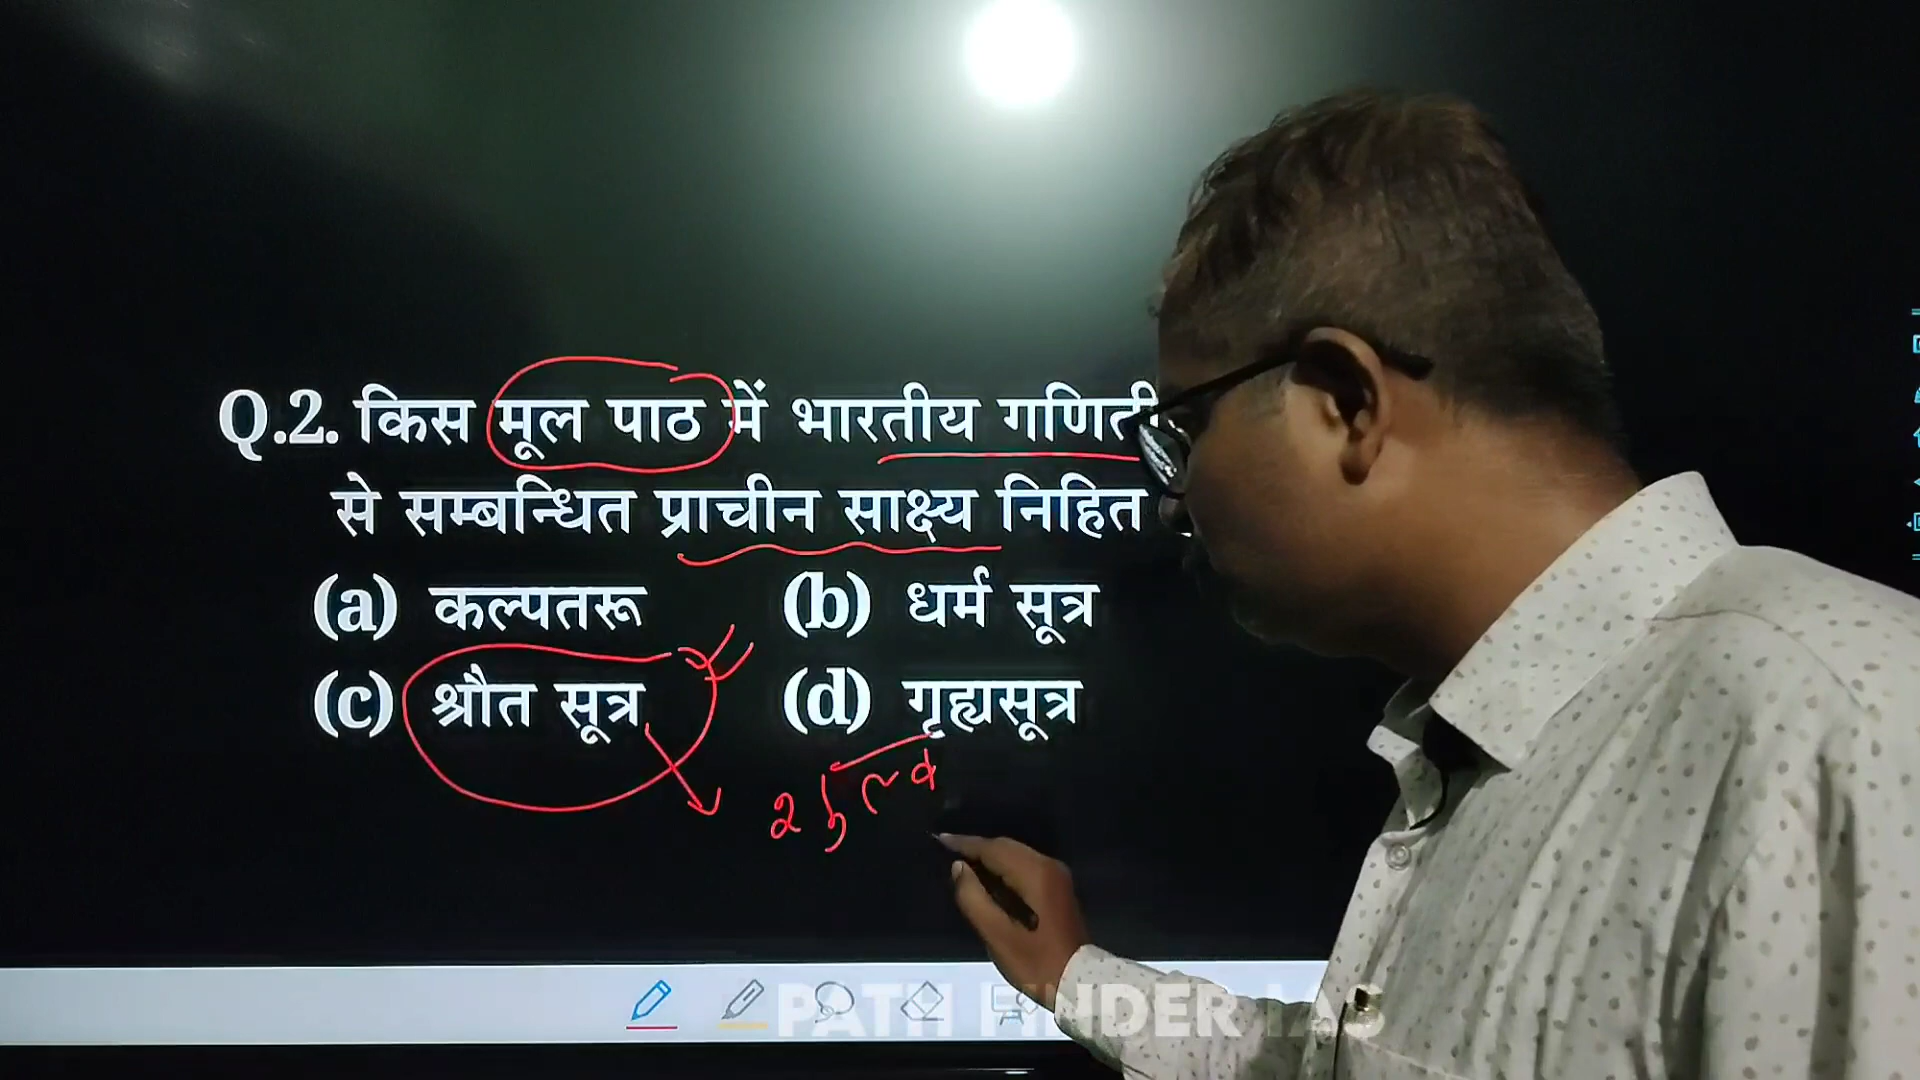 Q.2. किस मूल पाठ में भारतीय गणिती
से सम्बन्धित प्राचीन साक्ष्य निहित
(a) कल्पतरू (b) धर्म सूत्र
(c) श्रौत सूत्र (d) गृह्यसूत्र
शुल्व
PATH FINDER IAS